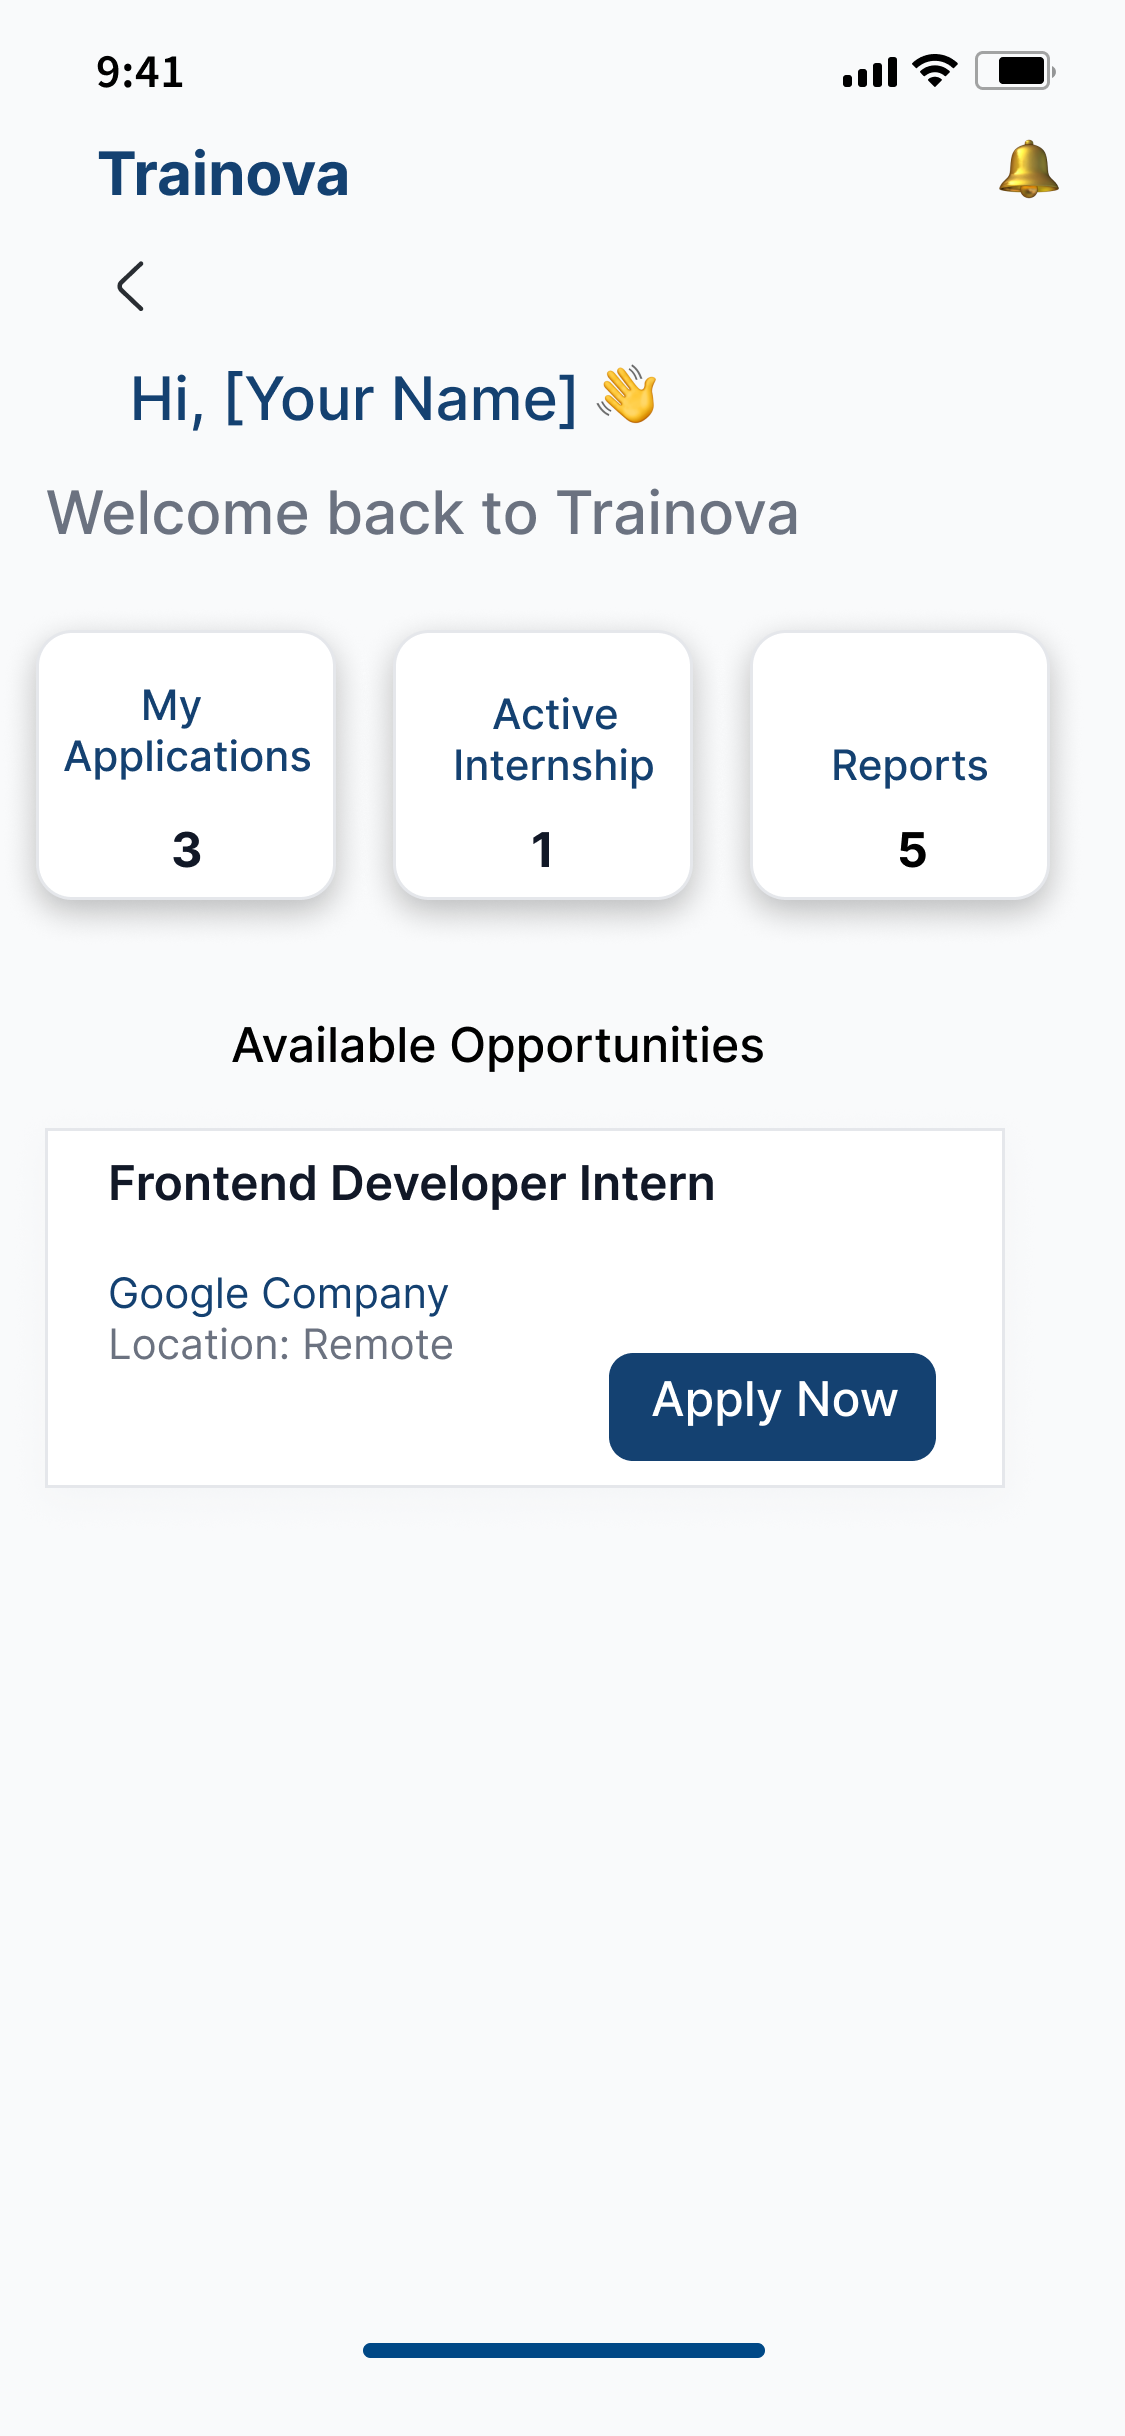 9:41
Trainova
Hi, [Your Name] 👋
Welcome back to Trainova
My
Applications
3
Active
Internship
1
Reports
5
Available Opportunities
Frontend Developer Intern
Google Company
Location: Remote
Apply Now